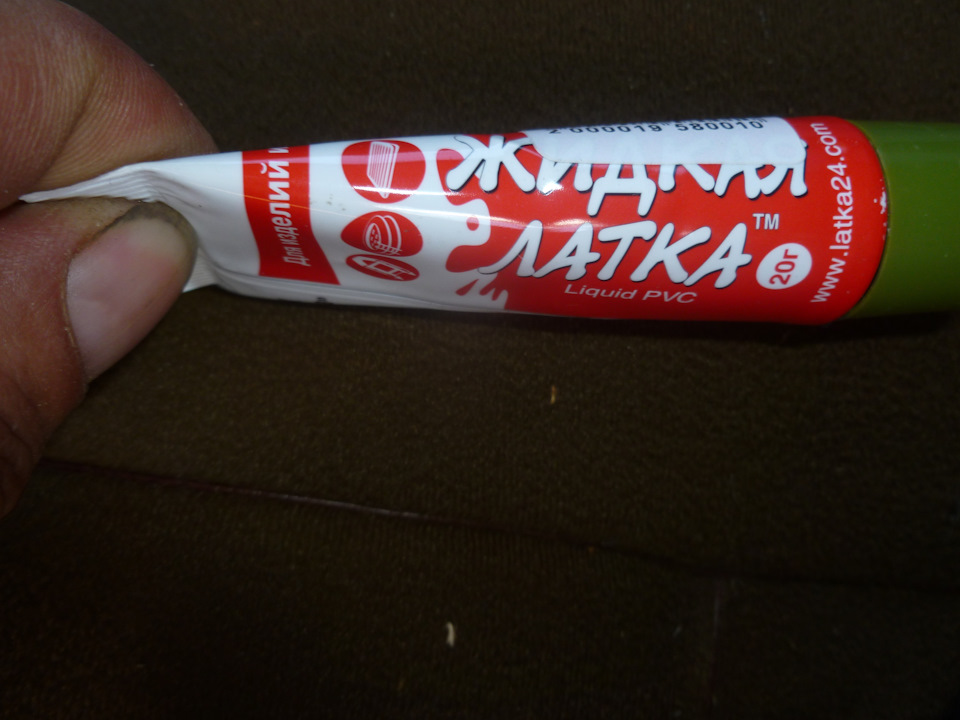 2 000019 580010
ЖИДКАЯ
ЛАТКА™
Liquid PVC
20г
www.latka24.com
Для изделий и